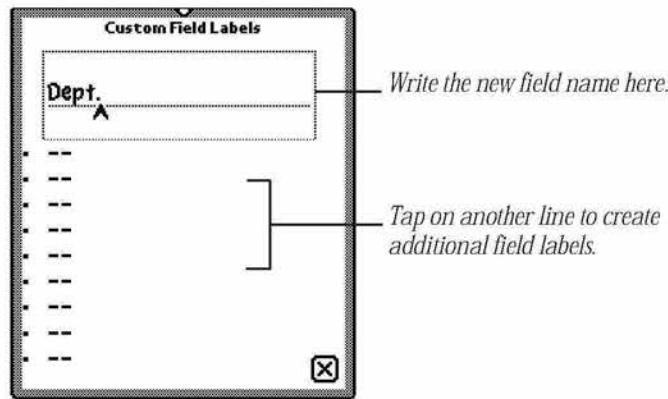 Custom Field Labels
Dept.
Write the new field name here.
. --
. --
. --
Tap on another line to create
additional field labels.
. --
. --
. --
. --
. --
. --